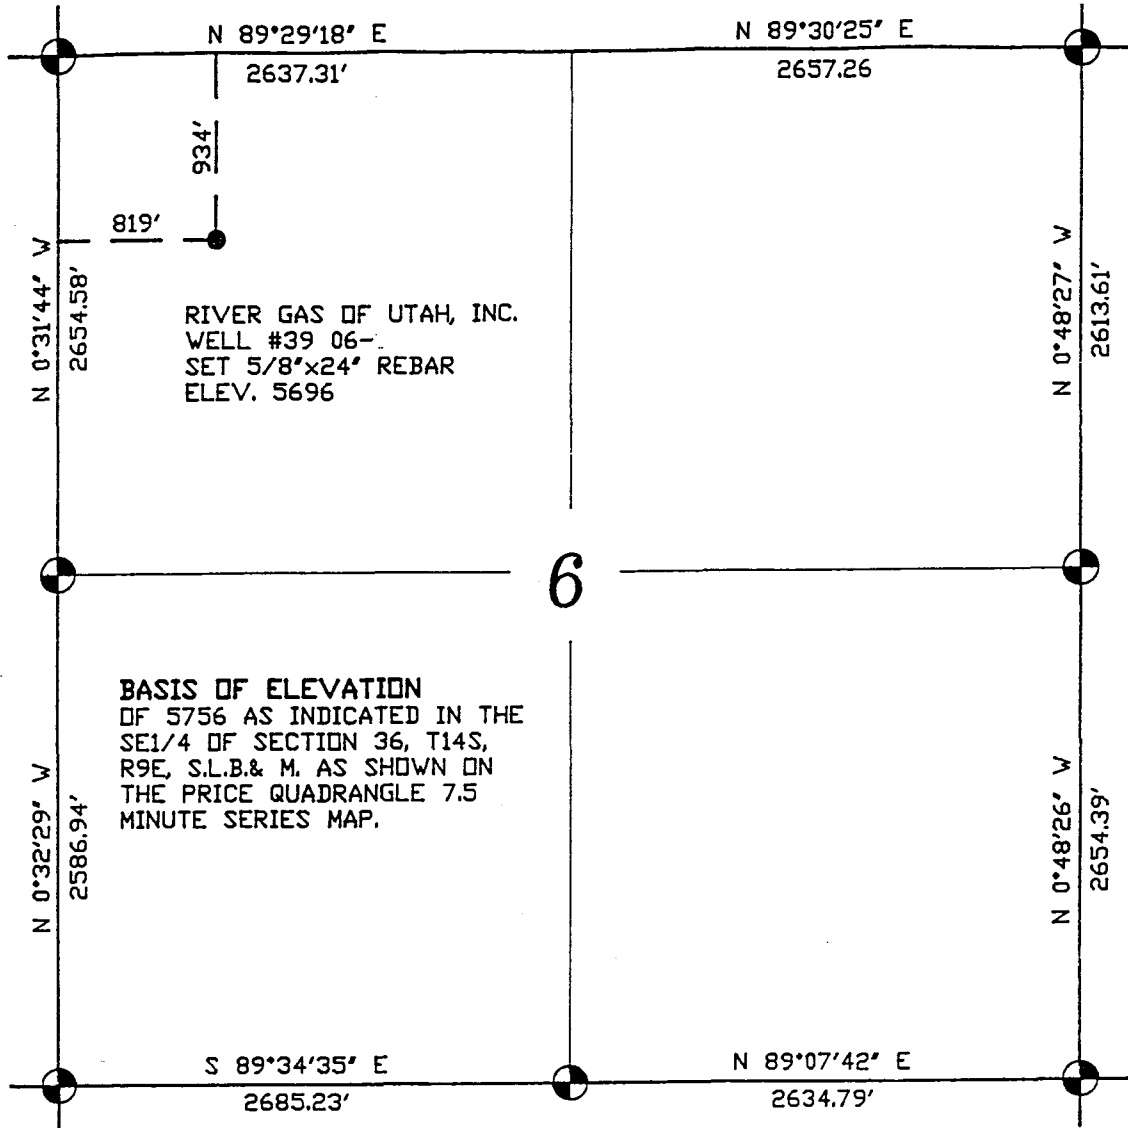 N 89°29'18" E
2637.31'
N 89°30'25" E
2657.26
934'
819'
N 0°31'44" W
2654.58'
N 0°48'27" W
2613.61'
RIVER GAS OF UTAH, INC.
WELL #39 06-
SET 5/8"x24" REBAR
ELEV. 5696
6
BASIS OF ELEVATION
OF 5756 AS INDICATED IN THE
SE1/4 OF SECTION 36, T14S,
R9E, S.L.B.& M. AS SHOWN ON
THE PRICE QUADRANGLE 7.5
MINUTE SERIES MAP.
N 0°32'29" W
2586.94'
N 0°48'26" W
2654.39'
S 89°34'35" E
2685.23'
N 89°07'42" E
2634.79'